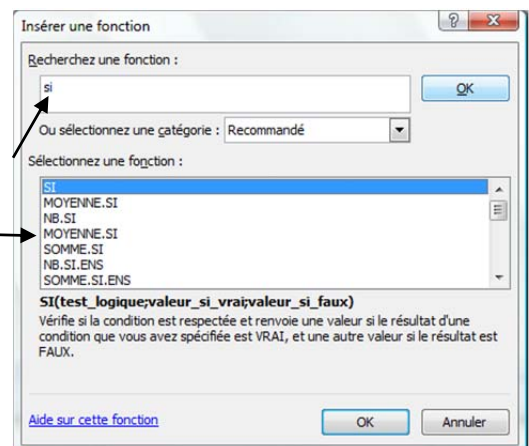 Insérer une fonction
Recherchez une fonction :
si
OK
Ou sélectionnez une catégorie : Recommandé
Sélectionnez une fonction :
SI
MOYENNE.SI
NB.SI
MOYENNE.SI
SOMME.SI
NB.SI.ENS
SOMME.SI.ENS
SI(test_logique;valeur_si_vrai;valeur_si_faux)
Vérifie si la condition est respectée et renvoie une valeur si le résultat d'une
condition que vous avez spécifiée est VRAI, et une autre valeur si le résultat est
FAUX.
Aide sur cette fonction
OK Annuler